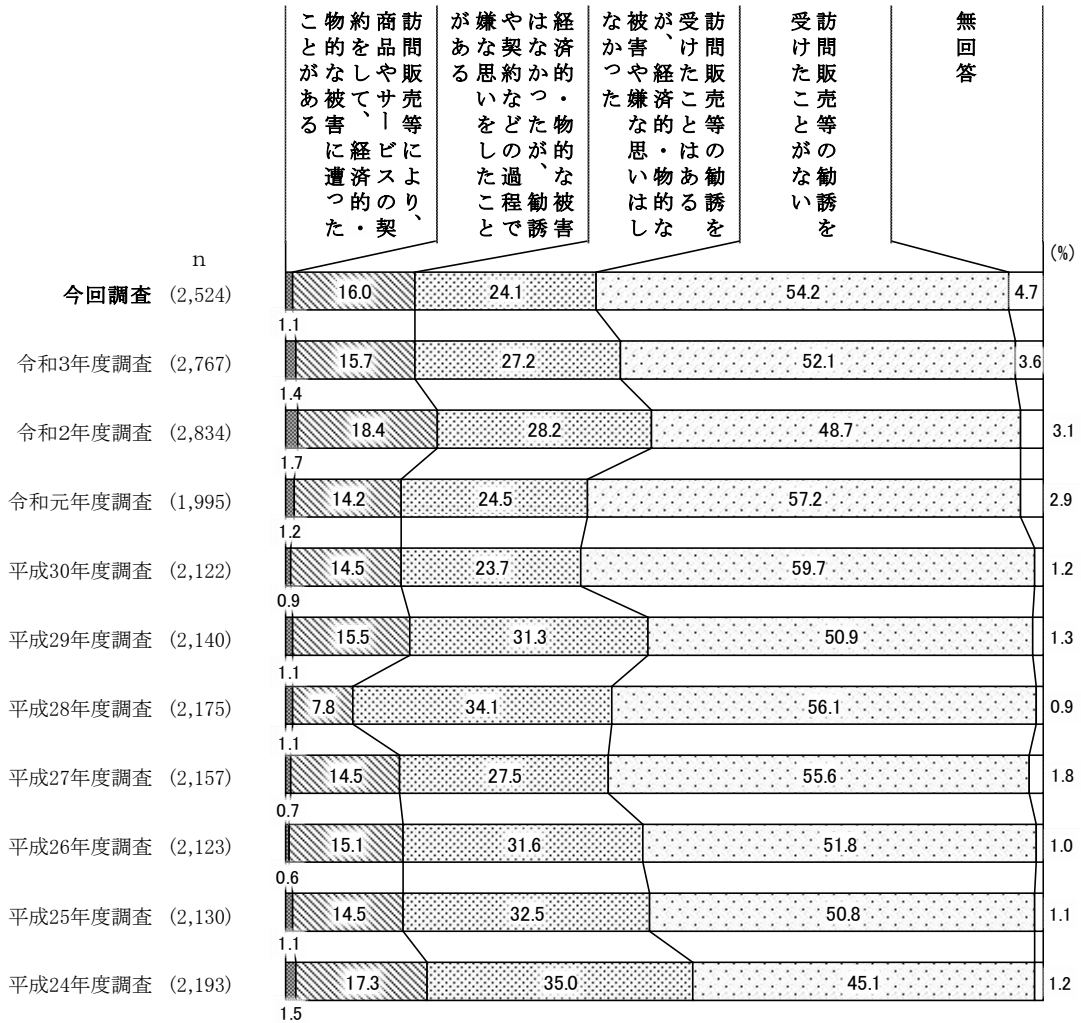 訪問販売等により、
商品やサービスの契
約をして、経済的・
物的な被害に遭った
ことがある
経済的・物的な被害
はなかったが、勧誘
や契約などの過程で
嫌な思いをしたこと
がある
訪問販売等の勧誘を
受けたことはある
が、経済的・物的な
被害や嫌な思いはし
なかった
訪問販売等の勧誘を
受けたことがない
無回答
n
(%)
今回調査 (2,524) 16.0 24.1 54.2 4.7
1.1
令和3年度調査 (2,767) 15.7 27.2 52.1 3.6
1.4
令和2年度調査 (2,834) 18.4 28.2 48.7 3.1
1.7
令和元年度調査 (1,995) 14.2 24.5 57.2 2.9
1.2
平成30年度調査 (2,122) 14.5 23.7 59.7 1.2
0.9
平成29年度調査 (2,140) 15.5 31.3 50.9 1.3
1.1
平成28年度調査 (2,175) 7.8 34.1 56.1 0.9
1.1
平成27年度調査 (2,157) 14.5 27.5 55.6 1.8
0.7
平成26年度調査 (2,123) 15.1 31.6 51.8 1.0
0.6
平成25年度調査 (2,130) 14.5 32.5 50.8 1.1
1.1
平成24年度調査 (2,193) 17.3 35.0 45.1 1.2
1.5